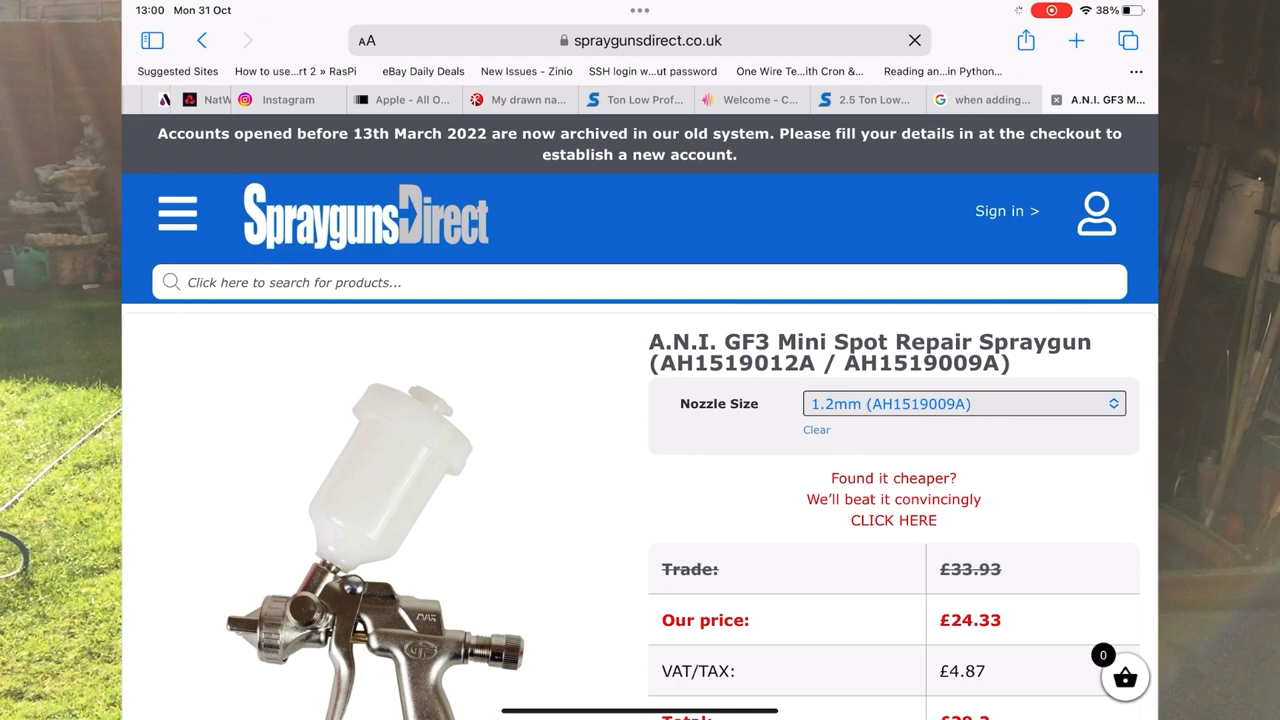 13:00 Mon 31 Oct
38%
AA
spraygunsdirect.co.uk
Suggested Sites
How to use...rt 2 » RasPi
eBay Daily Deals
New Issues - Zinio
SSH login w...ut password
One Wire Te...ith Cron &...
Reading an...in Python...
NatW
Instagram
Apple - All O...
My drawn na...
Ton Low Prof...
Welcome - C...
2.5 Ton Low...
when adding...
A.N.I. GF3 M...
Accounts opened before 13th March 2022 are now archived in our old system. Please fill your details in at the checkout to
establish a new account.
SpraygunsDirect
Sign in >
Click here to search for products...
A.N.I. GF3 Mini Spot Repair Spraygun
(AH1519012A / AH1519009A)
Nozzle Size
1.2mm (AH1519009A)
Clear
Found it cheaper?
We'll beat it convincingly
CLICK HERE
Trade:
£33.93
Our price:
£24.33
VAT/TAX:
£4.87
0
Total:
£29.2